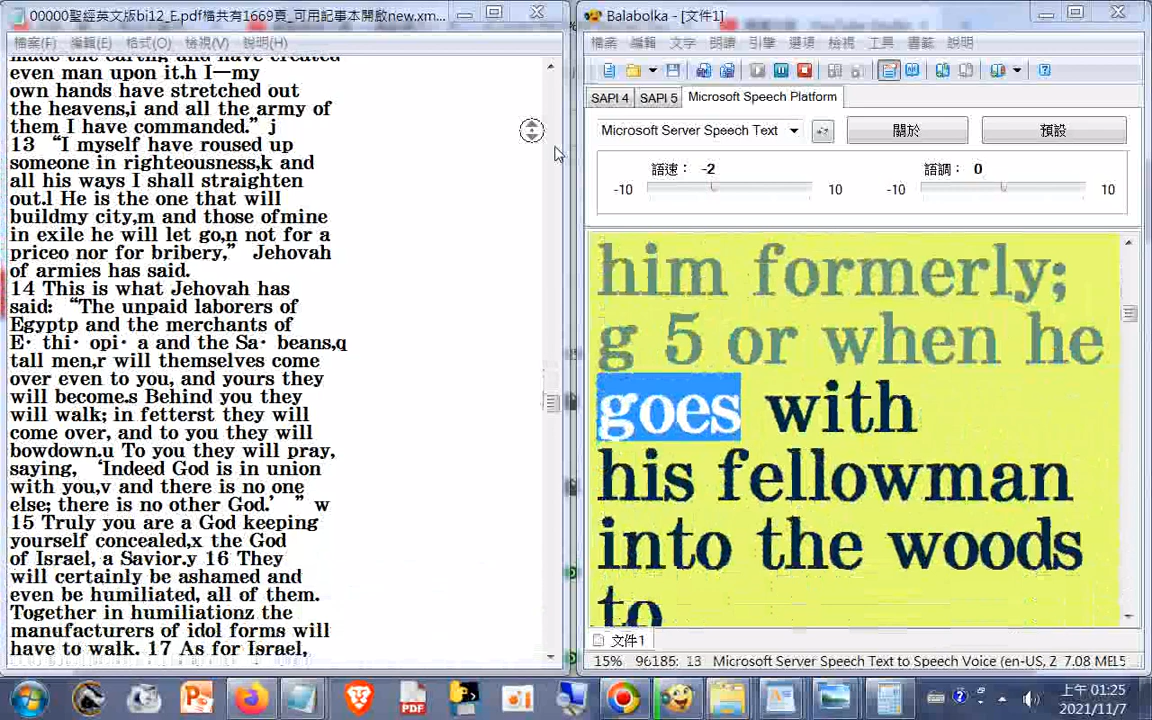 00000聖經英文版bi12_E.pdf檔共有1669頁_可用記事本開啟new.xm...
檔案(F) 編輯(E) 格式(O) 檢視(V) 說明(H)
made the earthg and have created
even man upon it.h I—my
own hands have stretched out
the heavens,i and all the army of
them I have commanded.” j
13 “I myself have roused up
someone in righteousness,k and
all his ways I shall straighten
out.l He is the one that will
buildmy city,m and those ofmine
in exile he will let go,n not for a
priceo nor for bribery,” Jehovah
of armies has said.
14 This is what Jehovah has
said: “The unpaid laborers of
Egyptp and the merchants of
E· thi· opi· a and the Sa· beans,q
tall men,r will themselves come
over even to you, and yours they
will become.s Behind you they
will walk; in fetterst they will
come over, and to you they will
bowdown.u To you they will pray,
saying, ‘Indeed God is in union
with you,v and there is no one
else; there is no other God.’ ” w
15 Truly you are a God keeping
yourself concealed,x the God
of Israel, a Savior.y 16 They
will certainly be ashamed and
even be humiliated, all of them.
Together in humiliationz the
manufacturers of idol forms will
have to walk. 17 As for Israel,
Balabolka - [文件1]
檔案 編輯 文字 朗讀 引擎 選項 檢視 工具 書籤 說明
SAPI 4 SAPI 5 Microsoft Speech Platform
Microsoft Server Speech Text 關於 預設
語速： -2 語調： 0
-10 10 -10 10
him formerly;
g 5 or when he
goes with
his fellowman
into the woods
to
文件1
15% 96185: 13 Microsoft Server Speech Text to Speech Voice (en-US, Z 7.08 ME
上午 01:25
2021/11/7